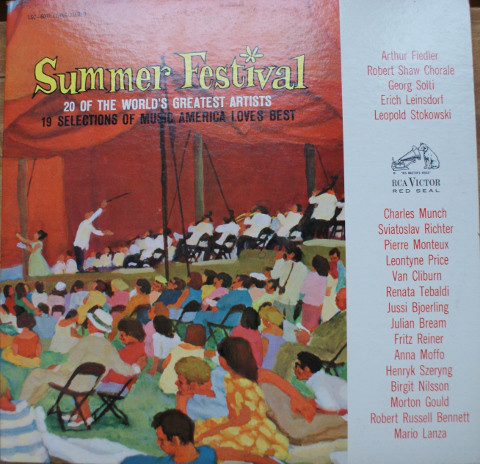 Summer Festival
20 OF THE WORLD'S GREATEST ARTISTS
19 SELECTIONS OF MUSIC AMERICA LOVES BEST
Arthur Fiedler
Robert Shaw Chorale
Georg Solti
Erich Leinsdorf
Leopold Stokowski
"HIS MASTER'S VOICE"
RCA VICTOR
RED SEAL
Charles Munch
Sviatoslav Richter
Pierre Monteux
Leontyne Price
Van Cliburn
Renata Tebaldi
Jussi Bjoerling
Julian Bream
Fritz Reiner
Anna Moffo
Henryk Szeryng
Birgit Nilsson
Morton Gould
Robert Russell Bennett
Mario Lanza